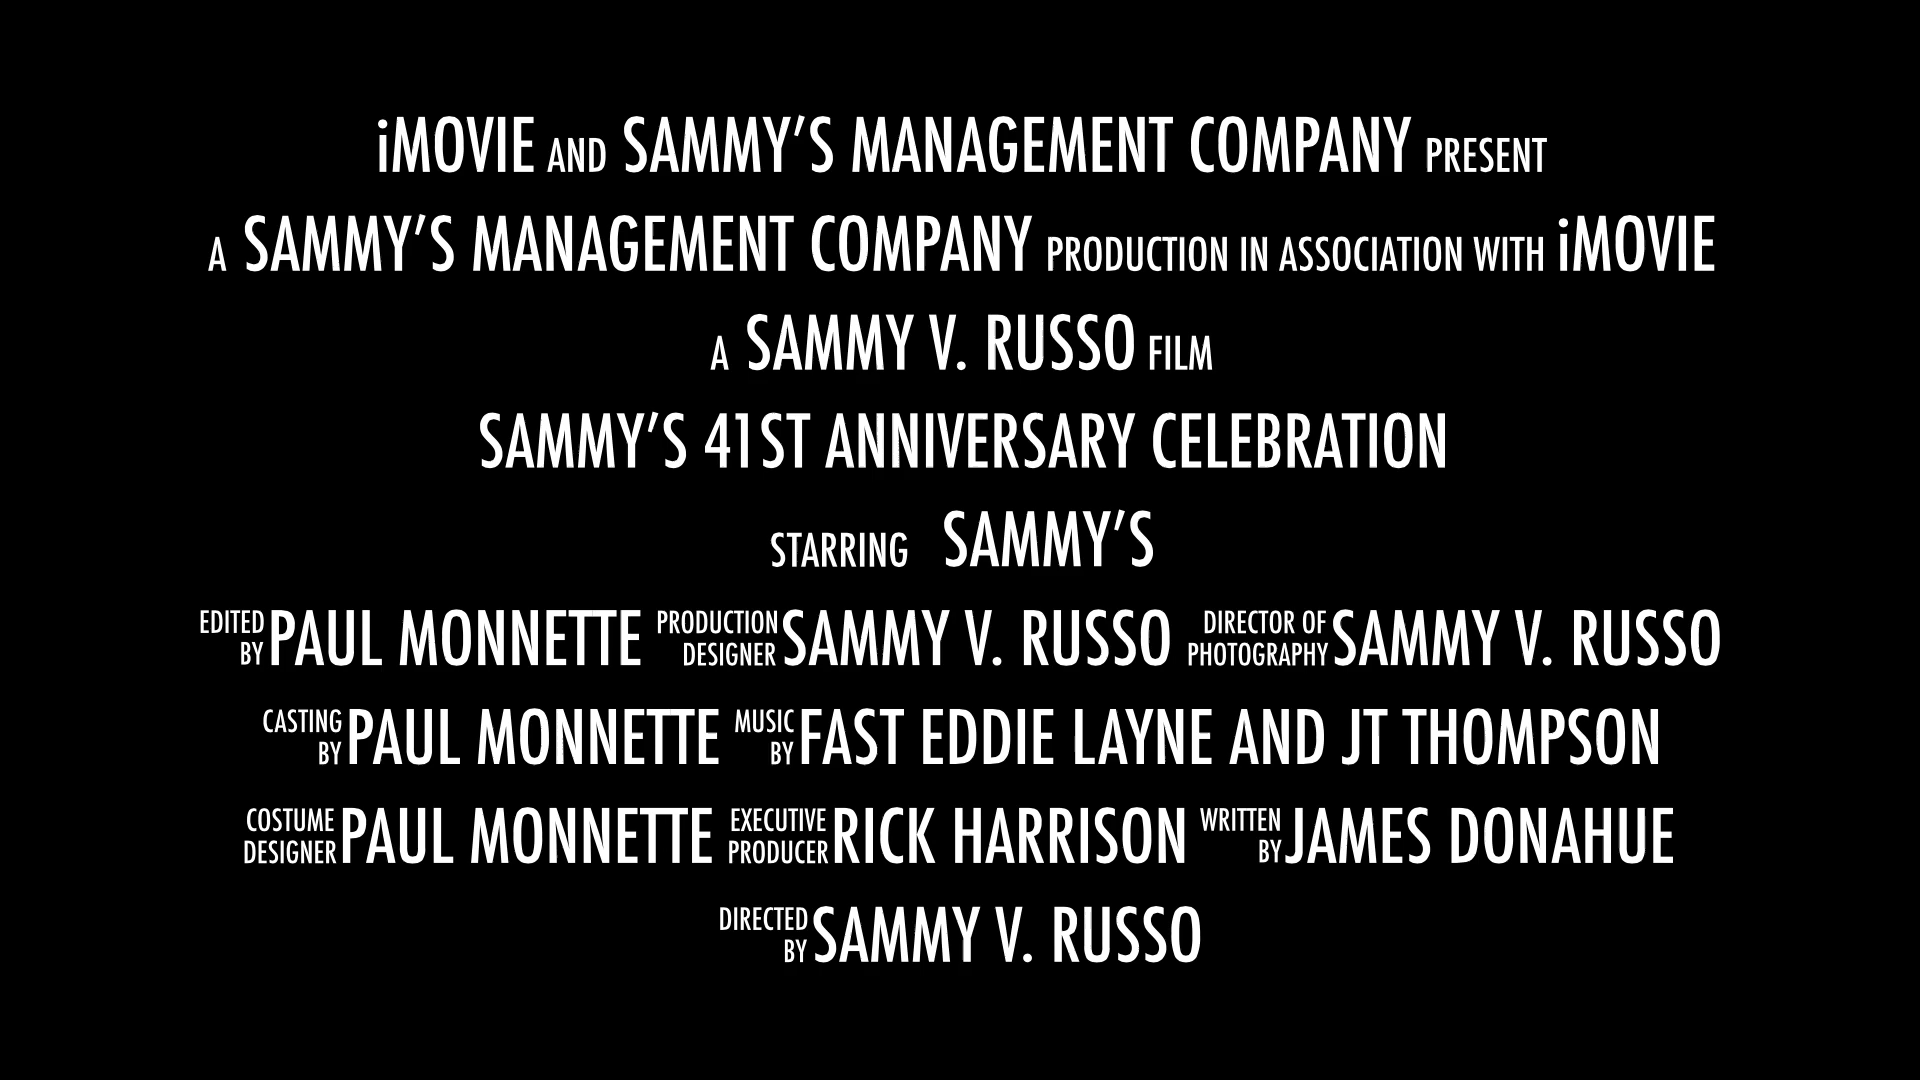 iMOVIE AND SAMMY’S MANAGEMENT COMPANY PRESENT
A SAMMY’S MANAGEMENT COMPANY PRODUCTION IN ASSOCIATION WITH iMOVIE
A SAMMY V. RUSSO FILM
SAMMY’S 41ST ANNIVERSARY CELEBRATION
STARRING SAMMY’S
EDITED BY PAUL MONNETTE PRODUCTION DESIGNER SAMMY V. RUSSO DIRECTOR OF PHOTOGRAPHY SAMMY V. RUSSO
CASTING BY PAUL MONNETTE MUSIC BY FAST EDDIE LAYNE AND JT THOMPSON
COSTUME DESIGNER PAUL MONNETTE EXECUTIVE PRODUCER RICK HARRISON WRITTEN BY JAMES DONAHUE
DIRECTED BY SAMMY V. RUSSO